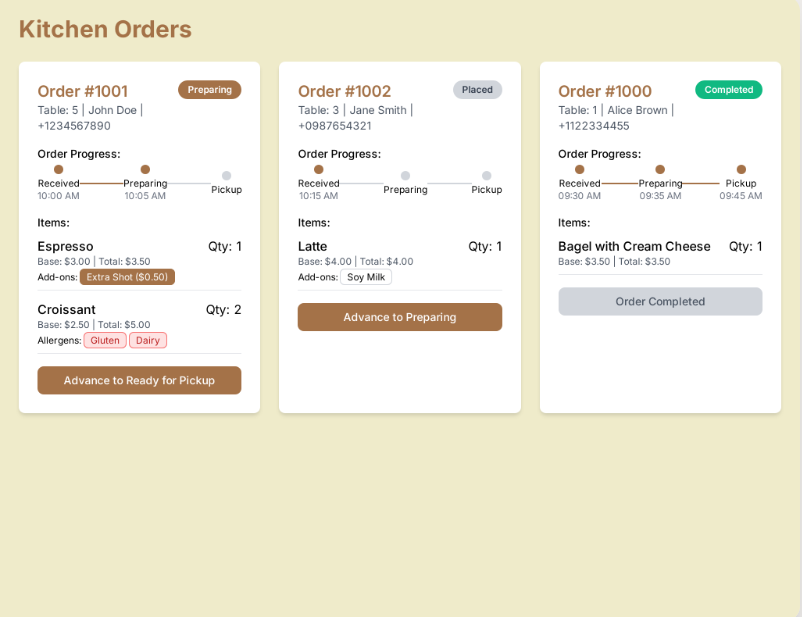 Kitchen Orders
Order #1001
Preparing
Table: 5 | John Doe |
+1234567890
Order Progress:
Received
Preparing
Pickup
10:00 AM
10:05 AM
Items:
Espresso
Qty: 1
Base: $3.00 | Total: $3.50
Add-ons: Extra Shot ($0.50)
Croissant
Qty: 2
Base: $2.50 | Total: $5.00
Allergens: Gluten Dairy
Advance to Ready for Pickup
Order #1002
Placed
Table: 3 | Jane Smith |
+0987654321
Order Progress:
Received
Preparing
Pickup
10:15 AM
Items:
Latte
Qty: 1
Base: $4.00 | Total: $4.00
Add-ons: Soy Milk
Advance to Preparing
Order #1000
Completed
Table: 1 | Alice Brown |
+1122334455
Order Progress:
Received
Preparing
Pickup
09:30 AM
09:35 AM
09:45 AM
Items:
Bagel with Cream Cheese
Qty: 1
Base: $3.50 | Total: $3.50
Order Completed